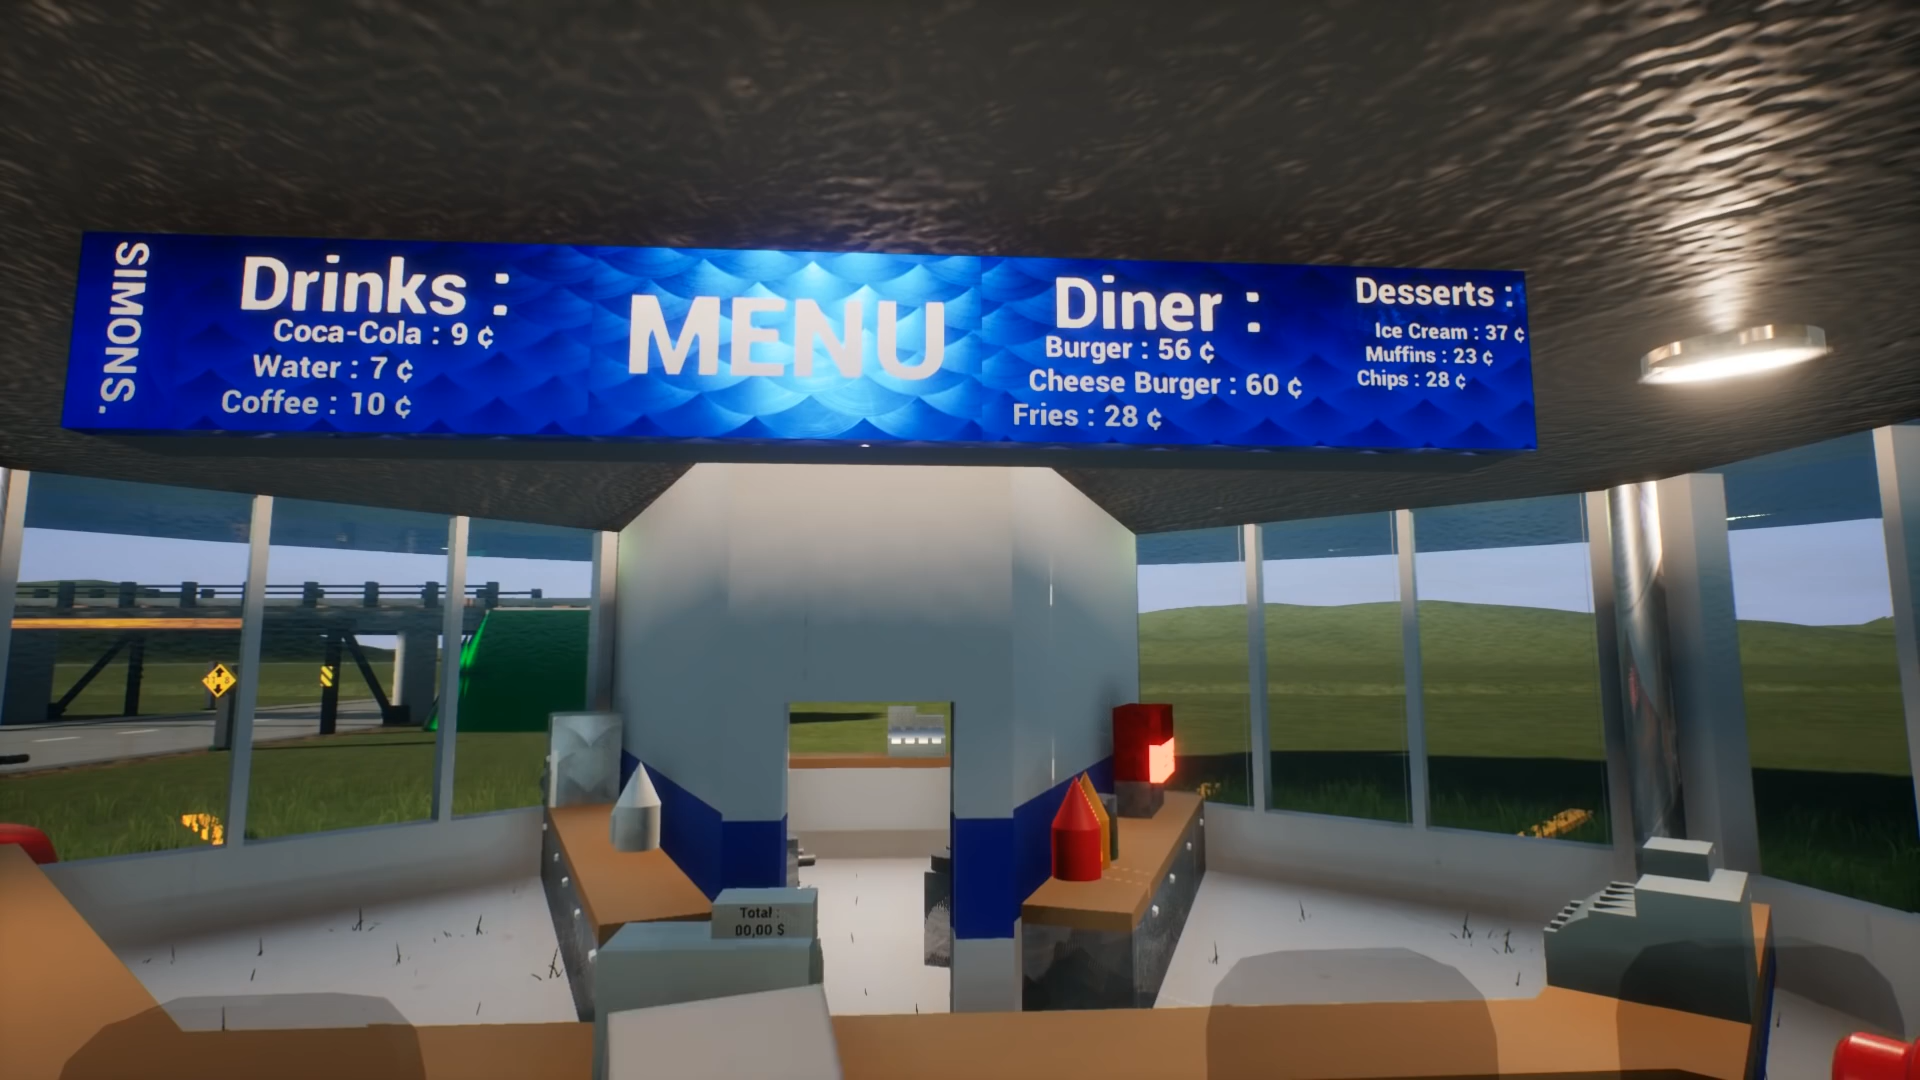 SIMONS.
Drinks :
Coca-Cola : 9 ¢
Water : 7 ¢
Coffee : 10 ¢
MENU
Diner :
Burger : 56 ¢
Cheese Burger : 60 ¢
Fries : 28 ¢
Desserts :
Ice Cream : 37 ¢
Muffins : 23 ¢
Chips : 28 ¢
Total :
00,00 $